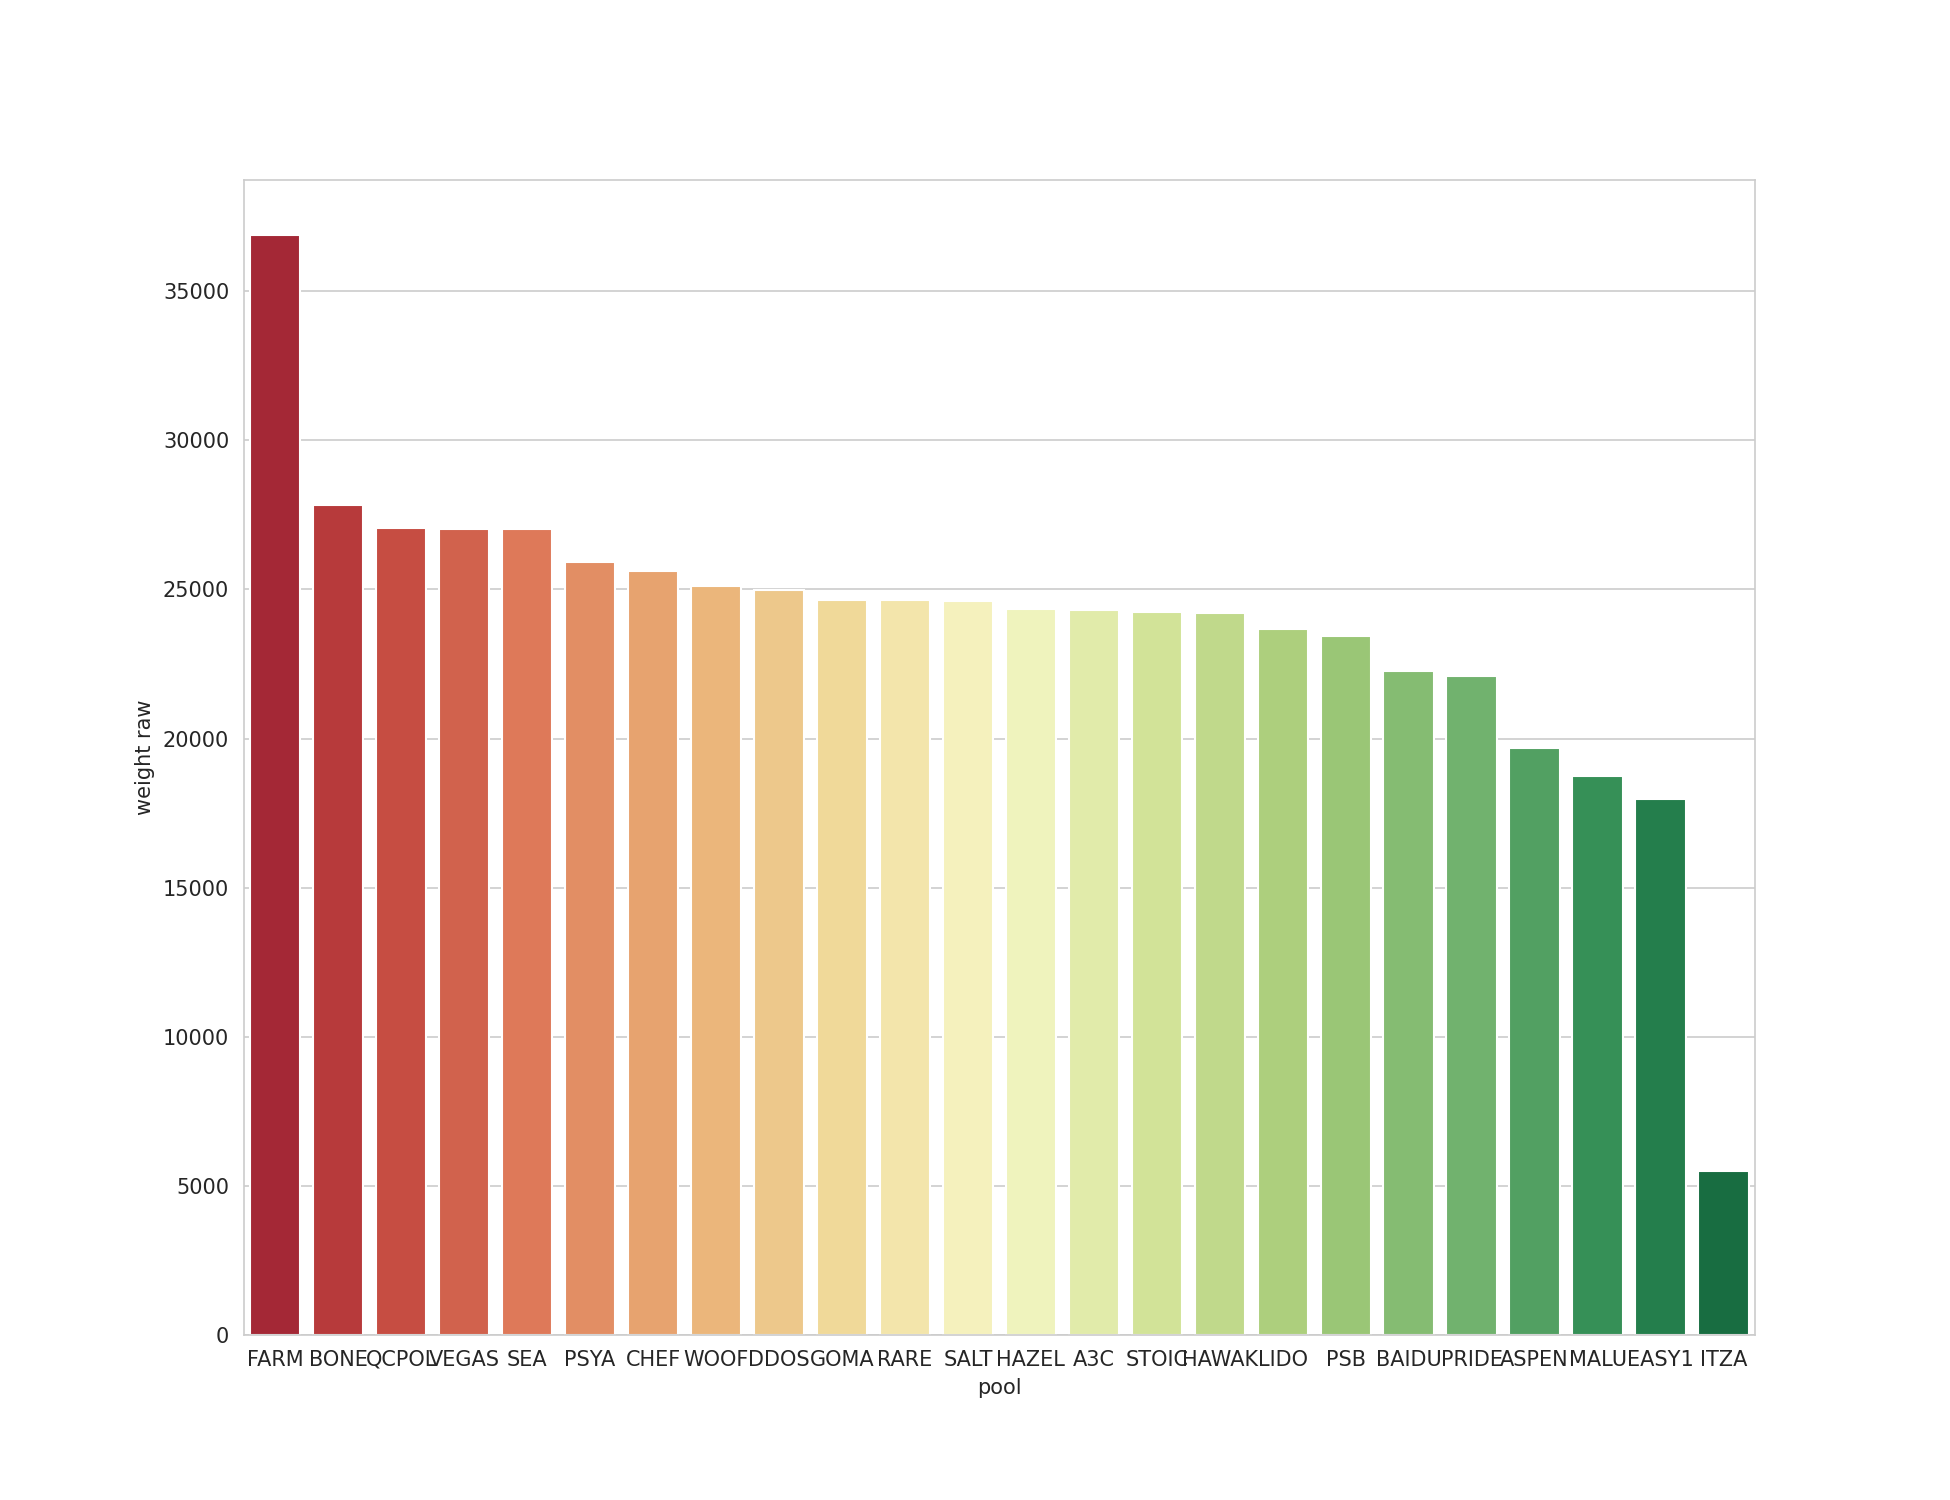 35000
30000
25000
20000
15000
10000
5000
0
weight raw
FARM BONE QCPOL VEGAS SEA PSYA CHEF WOOF DDOS GOMA RARE SALT HAZEL A3C STOIC HAWAK LIDO PSB BAIDU PRIDE ASPEN MALU EASY1 ITZA
pool